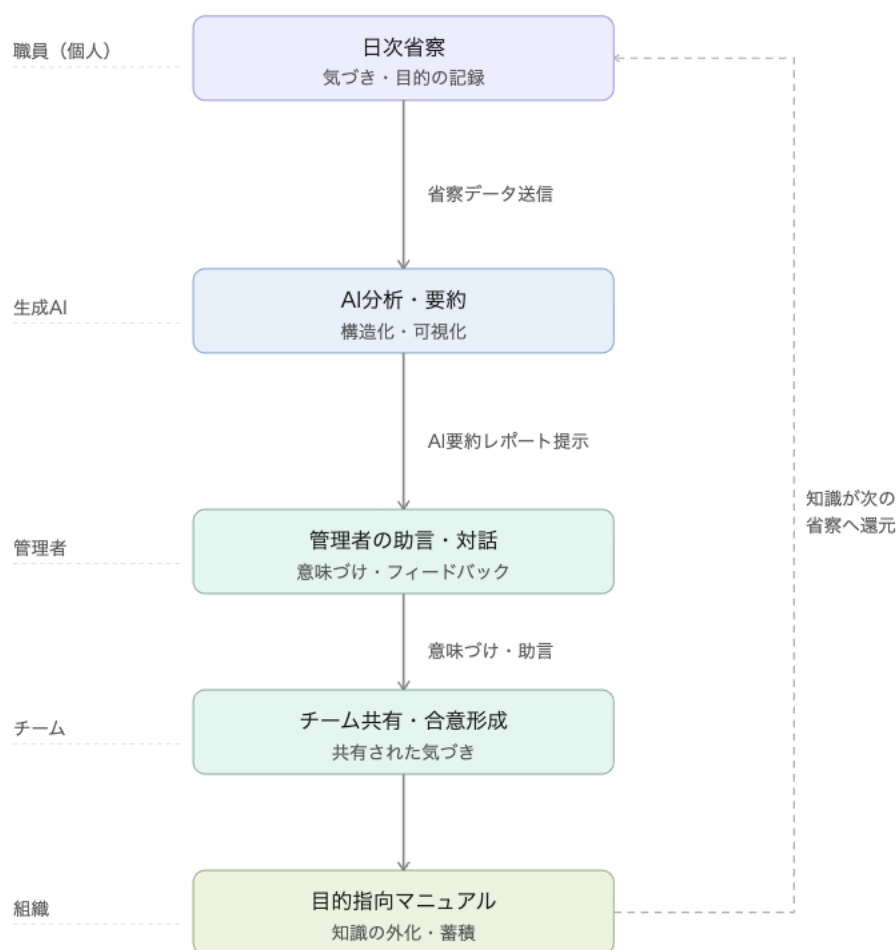 職員（個人）
日次省察
気づき・目的の記録
省察データ送信
生成AI
AI分析・要約
構造化・可視化
AI要約レポート提示
知識が次の
省察へ還元
管理者
管理者の助言・対話
意味づけ・フィードバック
意味づけ・助言
チーム
チーム共有・合意形成
共有された気づき
組織
目的指向マニュアル
知識の外化・蓄積